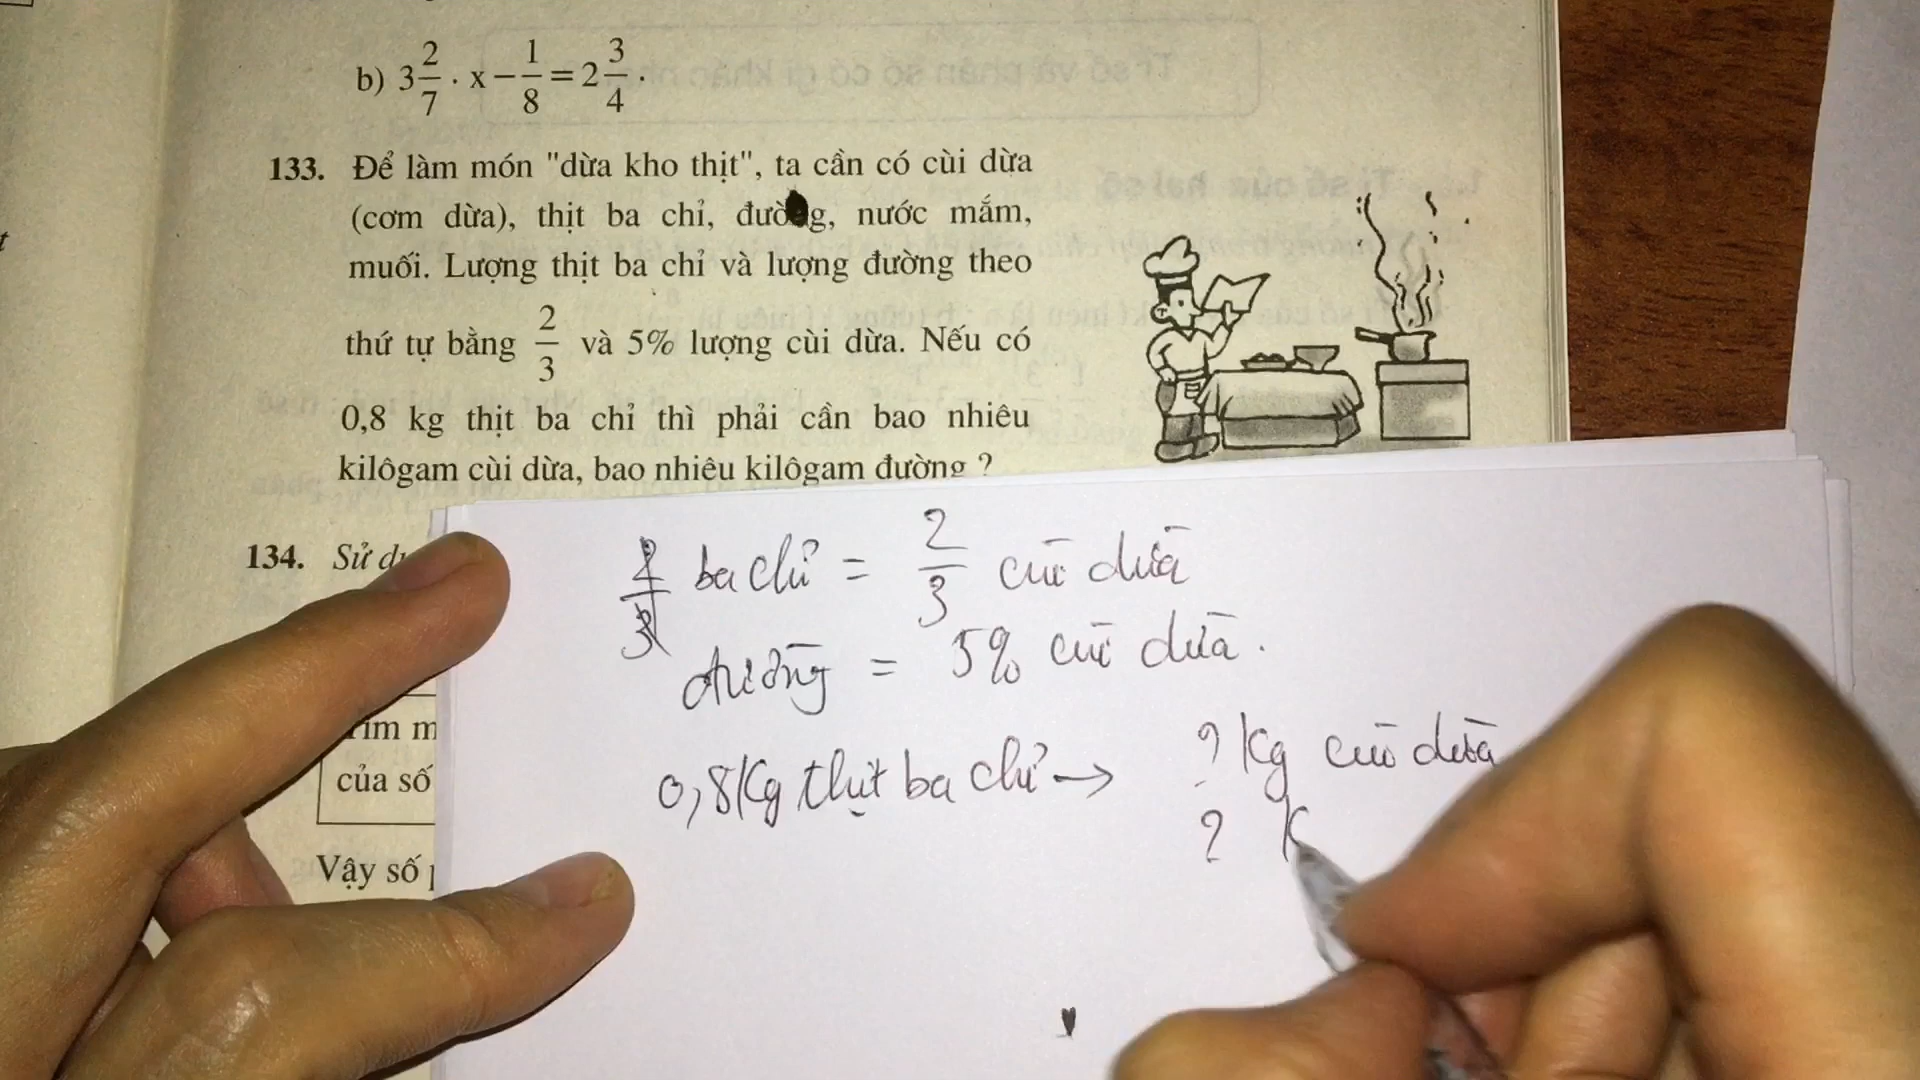 b) 3 2/7 · x − 1/8 = 2 3/4 ·
133. Để làm món "dừa kho thịt", ta cần có cùi dừa
(cơm dừa), thịt ba chỉ, đường, nước mắm,
muối. Lượng thịt ba chỉ và lượng đường theo
thứ tự bằng 2/3 và 5% lượng cùi dừa. Nếu có
0,8 kg thịt ba chỉ thì phải cần bao nhiêu
kilôgam cùi dừa, bao nhiêu kilôgam đường ?
ba chỉ = 2/3 cùi dừa
134. Sử dụ
đường = 5% cùi dừa.
Tìm m
0,8Kg thịt ba chỉ → ? Kg cùi dừa
của số
? K
Vậy số